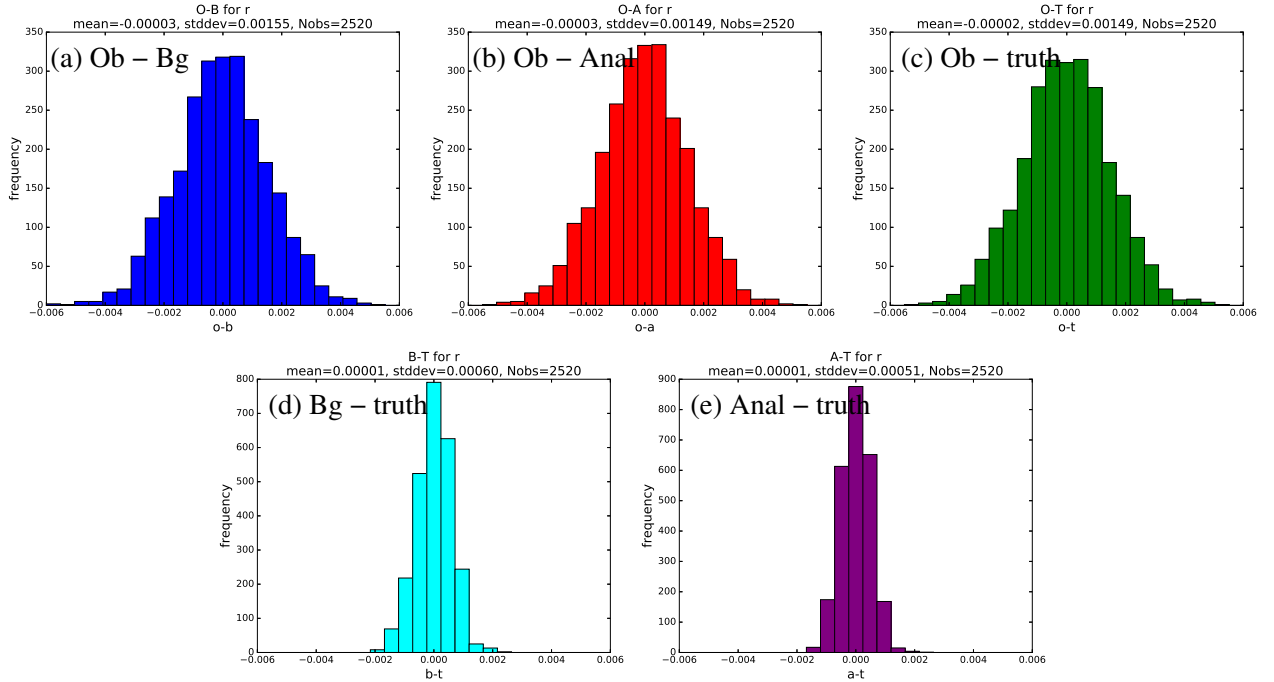 O-B for r
mean=-0.00003, stddev=0.00155, Nobs=2520
(a) Ob − Bg
350
300
250
200
150
100
50
0
frequency
−0.006 −0.004 −0.002 0.000 0.002 0.004 0.006
o-b
O-A for r
mean=-0.00003, stddev=0.00149, Nobs=2520
(b) Ob − Anal
350
300
250
200
150
100
50
0
frequency
−0.006 −0.004 −0.002 0.000 0.002 0.004 0.006
o-a
O-T for r
mean=-0.00002, stddev=0.00149, Nobs=2520
(c) Ob − truth
350
300
250
200
150
100
50
0
frequency
−0.006 −0.004 −0.002 0.000 0.002 0.004 0.006
o-t
B-T for r
mean=0.00001, stddev=0.00060, Nobs=2520
(d) Bg − truth
800
700
600
500
400
300
200
100
0
frequency
−0.006 −0.004 −0.002 0.000 0.002 0.004 0.006
b-t
A-T for r
mean=0.00001, stddev=0.00051, Nobs=2520
(e) Anal − truth
900
800
700
600
500
400
300
200
100
0
frequency
−0.006 −0.004 −0.002 0.000 0.002 0.004 0.006
a-t